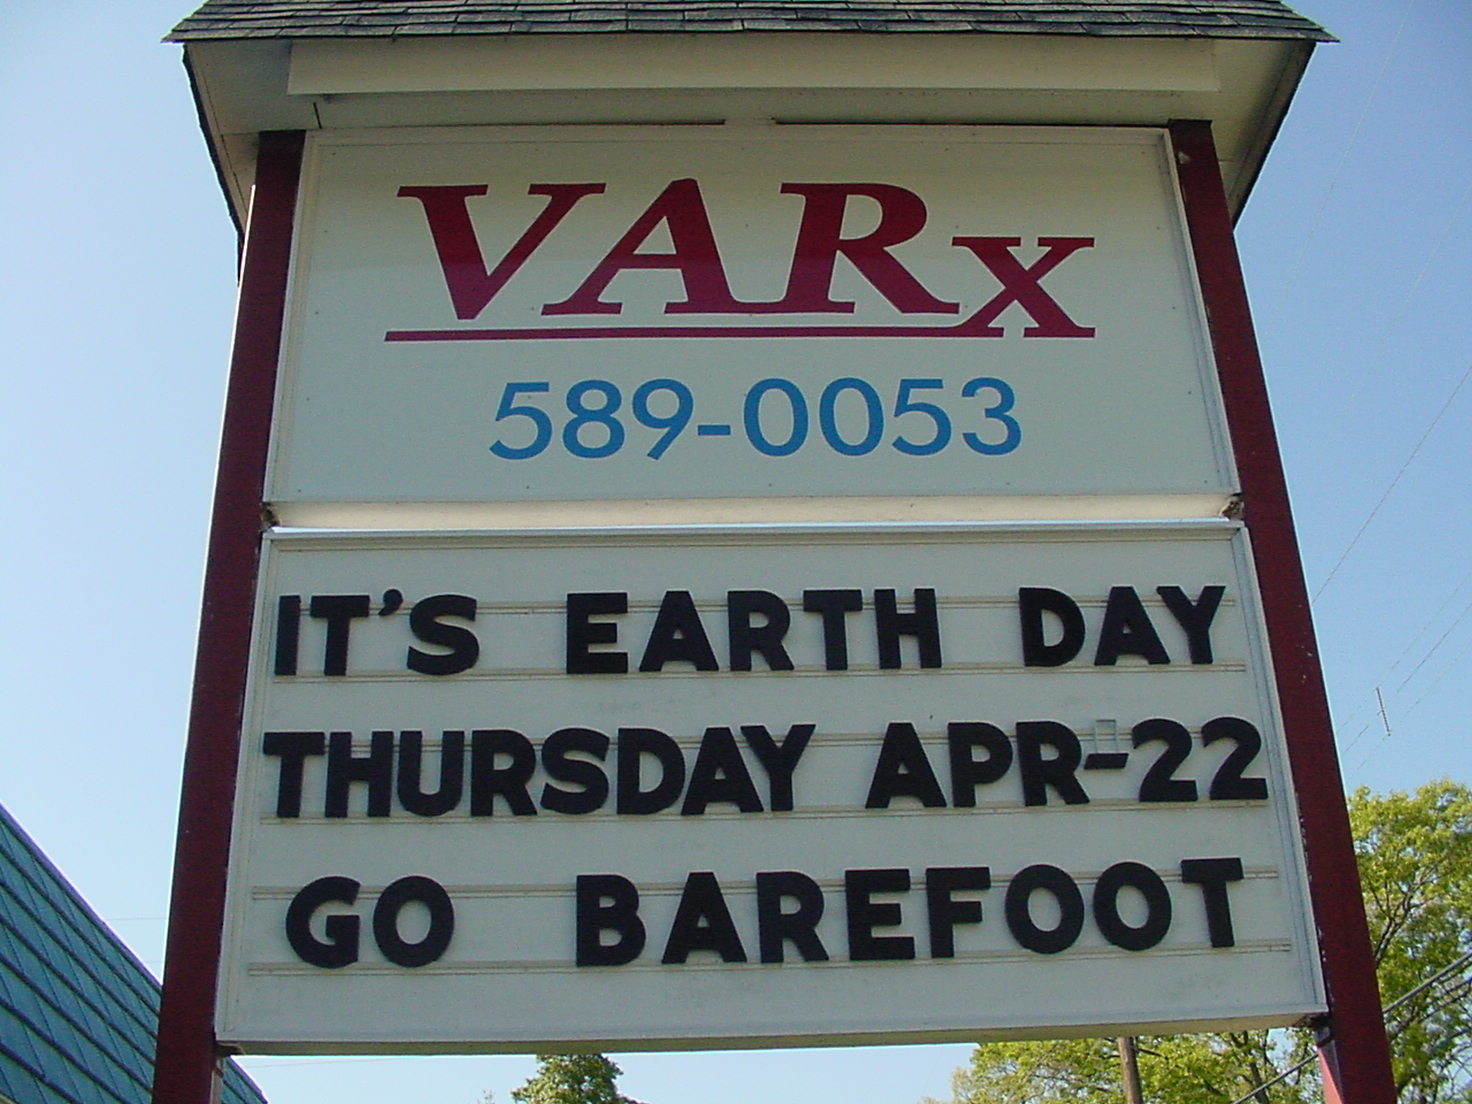 VARx
589-0053
IT'S EARTH DAY
THURSDAY APR-22
GO BAREFOOT